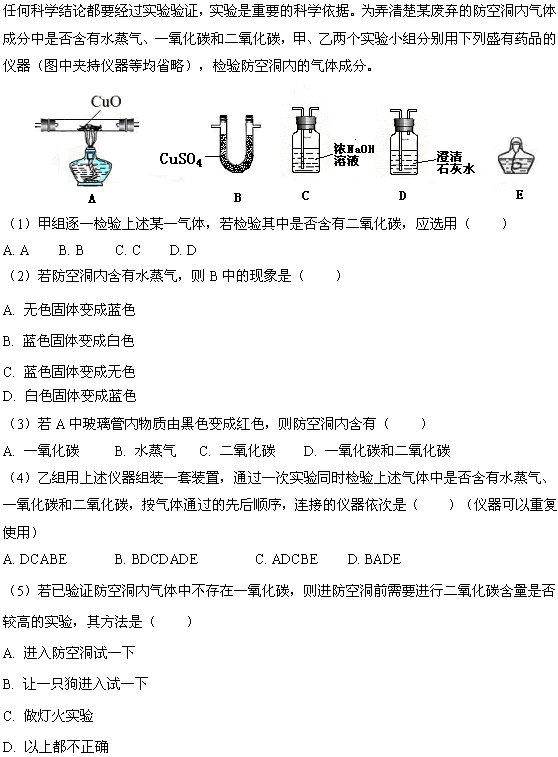 任何科学结论都要经过实验验证，实验是重要的科学依据。为弄清楚某废弃的防空洞内气体
成分中是否含有水蒸气、一氧化碳和二氧化碳，甲、乙两个实验小组分别用下列盛有药品的
仪器（图中夹持仪器等均省略），检验防空洞内的气体成分。
CuO
CuSO₄
浓NaOH
溶液
澄清
石灰水
A B C D E
（1）甲组逐一检验上述某一气体，若检验其中是否含有二氧化碳，应选用（  ）
A. A B. B C. C D. D
（2）若防空洞内含有水蒸气，则 B 中的现象是（  ）
A. 无色固体变成蓝色
B. 蓝色固体变成白色
C. 蓝色固体变成无色
D. 白色固体变成蓝色
（3）若 A 中玻璃管内物质由黑色变成红色，则防空洞内含有（  ）
A. 一氧化碳 B. 水蒸气 C. 二氧化碳 D. 一氧化碳和二氧化碳
（4）乙组用上述仪器组装一套装置，通过一次实验同时检验上述气体中是否含有水蒸气、
一氧化碳和二氧化碳，按气体通过的先后顺序，连接的仪器依次是（  ）（仪器可以重复
使用）
A. DCABE B. BDCDADE C. ADCBE D. BADE
（5）若已验证防空洞内气体中不存在一氧化碳，则进防空洞前需要进行二氧化碳含量是否
较高的实验，其方法是（  ）
A. 进入防空洞试一下
B. 让一只狗进入试一下
C. 做灯火实验
D. 以上都不正确